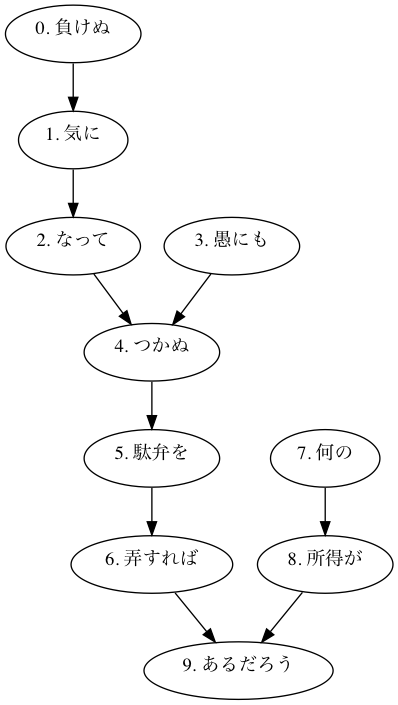 0. 負けぬ
1. 気に
2. なって
3. 愚にも
4. つかぬ
5. 駄弁を
7. 何の
6. 弄すれば
8. 所得が
9. あるだろう